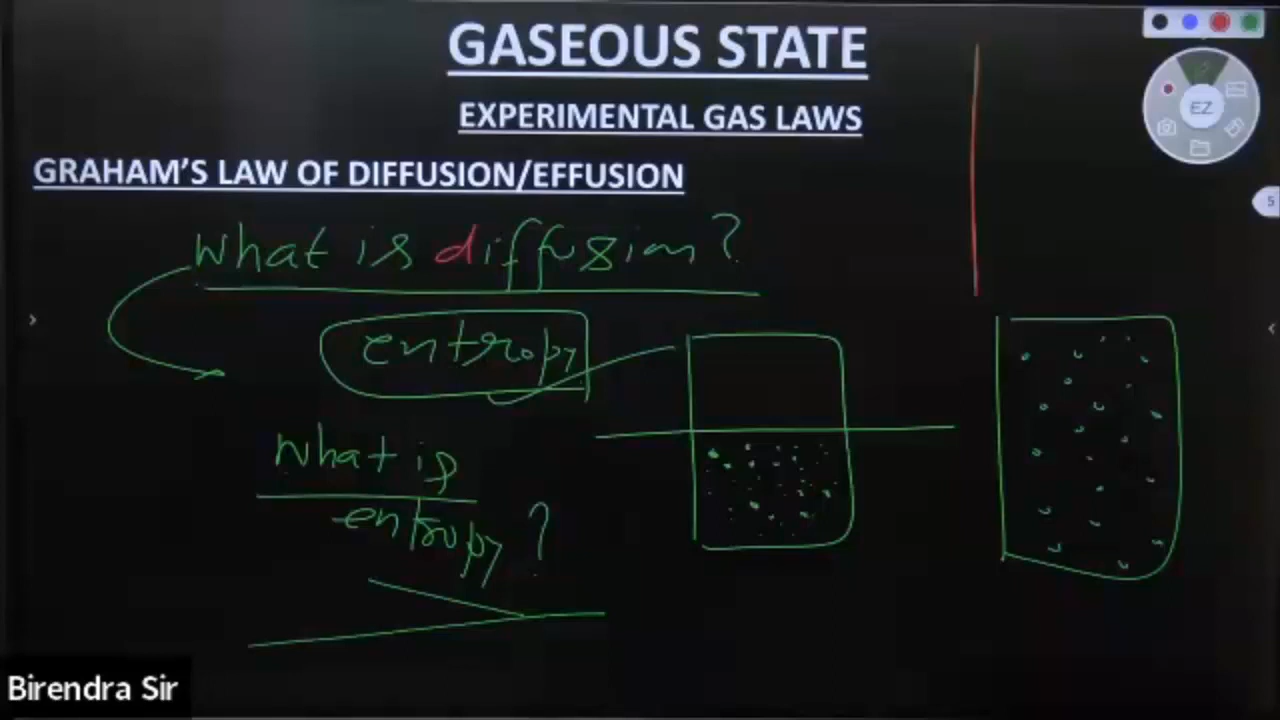 GASEOUS STATE
EXPERIMENTAL GAS LAWS
GRAHAM'S LAW OF DIFFUSION/EFFUSION
What is diffusion?
entropy
What is
entropy?
EZ
5
Birendra Sir